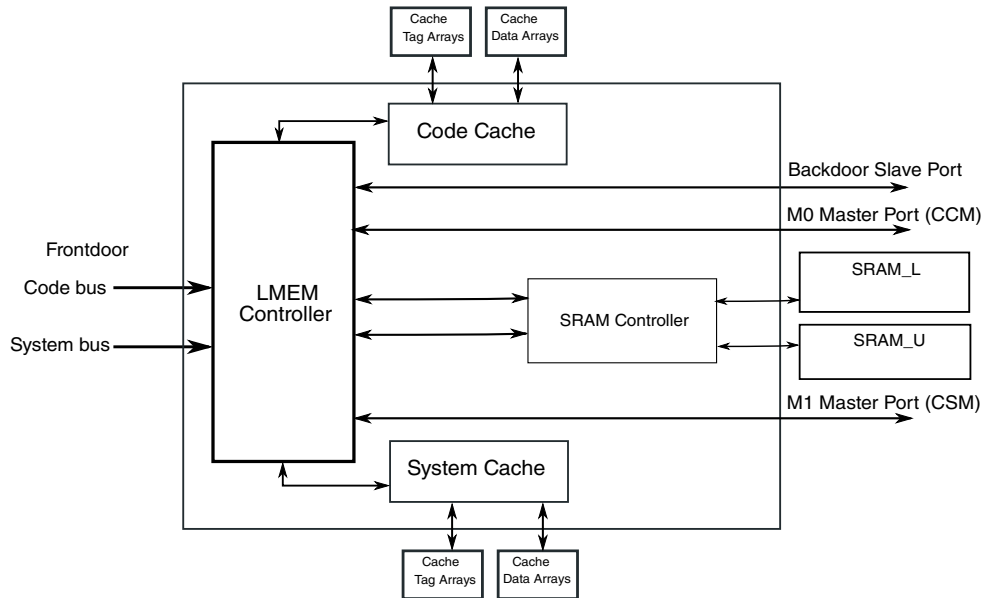 Cache
Tag Arrays
Cache
Data Arrays
Code Cache
Backdoor Slave Port
M0 Master Port (CCM)
Frontdoor
Code bus
System bus
LMEM
Controller
SRAM Controller
SRAM_L
SRAM_U
M1 Master Port (CSM)
System Cache
Cache
Tag Arrays
Cache
Data Arrays